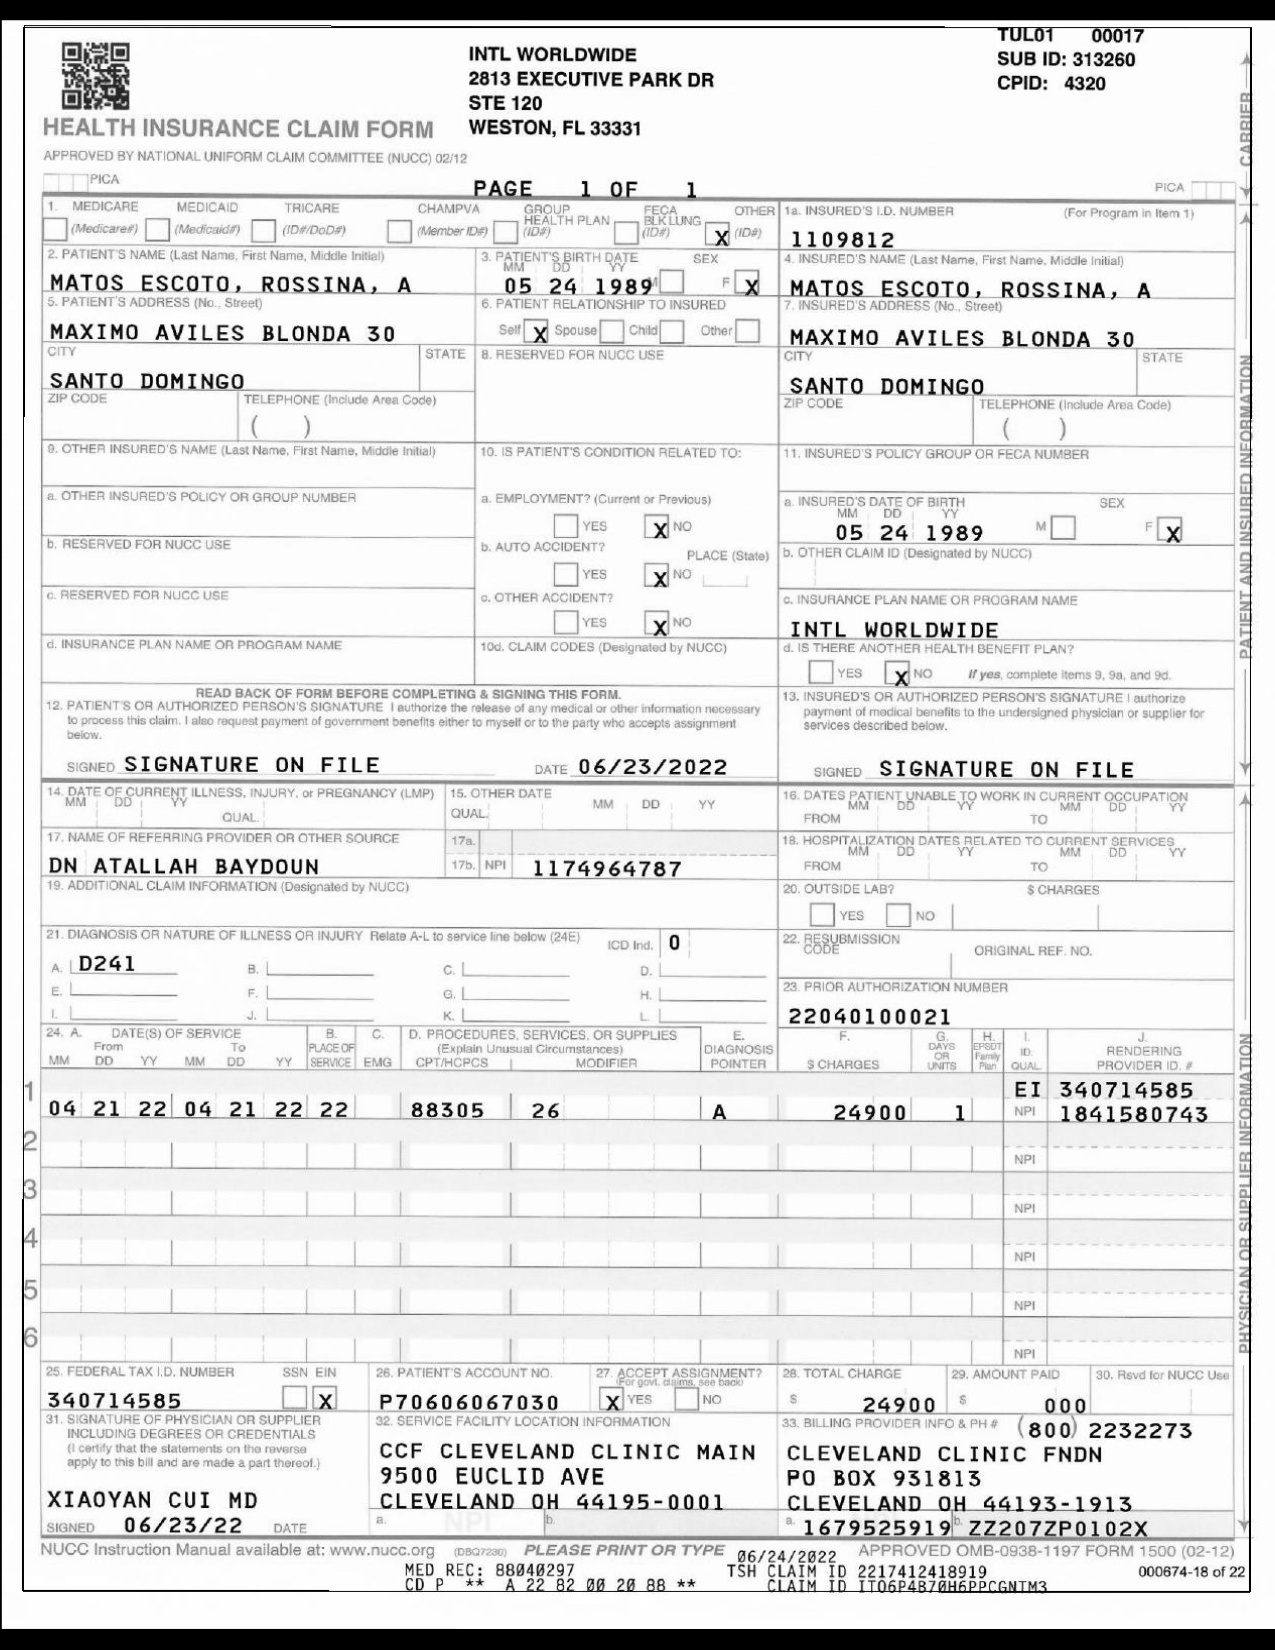 TUL01 00017
INTL WORLDWIDE
2813 EXECUTIVE PARK DR
STE 120
WESTON, FL 33331
SUB ID: 313260
CPID: 4320
HEALTH INSURANCE CLAIM FORM
APPROVED BY NATIONAL UNIFORM CLAIM COMMITTEE (NUCC) 02/12
PICA
PAGE 1 OF 1
PICA
CARRIER
1. MEDICARE MEDICAID TRICARE CHAMPVA GROUP HEALTH PLAN FECA BLK LUNG OTHER
(Medicare#) (Medicaid#) (ID#/DoD#) (Member ID#) (ID#) (ID#) X (ID#)
1a. INSURED'S I.D. NUMBER (For Program in Item 1)
1109812
2. PATIENT'S NAME (Last Name, First Name, Middle Initial)
MATOS ESCOTO, ROSSINA, A
3. PATIENT'S BIRTH DATE SEX
MM DD YY
05 24 1989 M F X
4. INSURED'S NAME (Last Name, First Name, Middle Initial)
MATOS ESCOTO, ROSSINA, A
5. PATIENT'S ADDRESS (No., Street)
MAXIMO AVILES BLONDA 30
6. PATIENT RELATIONSHIP TO INSURED
Self X Spouse Child Other
7. INSURED'S ADDRESS (No., Street)
MAXIMO AVILES BLONDA 30
CITY STATE
SANTO DOMINGO
8. RESERVED FOR NUCC USE
CITY STATE
SANTO DOMINGO
ZIP CODE TELEPHONE (Include Area Code)
( )
ZIP CODE TELEPHONE (Include Area Code)
( )
9. OTHER INSURED'S NAME (Last Name, First Name, Middle Initial)
10. IS PATIENT'S CONDITION RELATED TO:
11. INSURED'S POLICY GROUP OR FECA NUMBER
a. OTHER INSURED'S POLICY OR GROUP NUMBER
a. EMPLOYMENT? (Current or Previous)
YES X NO
a. INSURED'S DATE OF BIRTH SEX
MM DD YY
05 24 1989 M F X
b. RESERVED FOR NUCC USE
b. AUTO ACCIDENT? PLACE (State)
YES X NO
b. OTHER CLAIM ID (Designated by NUCC)
c. RESERVED FOR NUCC USE
c. OTHER ACCIDENT?
YES X NO
c. INSURANCE PLAN NAME OR PROGRAM NAME
INTL WORLDWIDE
d. INSURANCE PLAN NAME OR PROGRAM NAME
10d. CLAIM CODES (Designated by NUCC)
d. IS THERE ANOTHER HEALTH BENEFIT PLAN?
YES X NO If yes, complete items 9, 9a, and 9d.
PATIENT AND INSURED INFORMATION
READ BACK OF FORM BEFORE COMPLETING & SIGNING THIS FORM.
12. PATIENT'S OR AUTHORIZED PERSON'S SIGNATURE I authorize the release of any medical or other information necessary
to process this claim. I also request payment of government benefits either to myself or to the party who accepts assignment
below.
SIGNED SIGNATURE ON FILE DATE 06/23/2022
13. INSURED'S OR AUTHORIZED PERSON'S SIGNATURE I authorize
payment of medical benefits to the undersigned physician or supplier for
services described below.
SIGNED SIGNATURE ON FILE
14. DATE OF CURRENT ILLNESS, INJURY, or PREGNANCY (LMP)
MM DD YY
QUAL.
15. OTHER DATE
QUAL. MM DD YY
16. DATES PATIENT UNABLE TO WORK IN CURRENT OCCUPATION
MM DD YY MM DD YY
FROM TO
17. NAME OF REFERRING PROVIDER OR OTHER SOURCE
DN ATALLAH BAYDOUN
17a.
17b. NPI 1174964787
18. HOSPITALIZATION DATES RELATED TO CURRENT SERVICES
MM DD YY MM DD YY
FROM TO
19. ADDITIONAL CLAIM INFORMATION (Designated by NUCC)
20. OUTSIDE LAB? $ CHARGES
YES NO
21. DIAGNOSIS OR NATURE OF ILLNESS OR INJURY Relate A-L to service line below (24E) ICD Ind. 0
A. D241 B. C. D.
E. F. G. H.
I. J. K. L.
22. RESUBMISSION CODE ORIGINAL REF. NO.
23. PRIOR AUTHORIZATION NUMBER
22040100021
24. A. DATE(S) OF SERVICE B. C. D. PROCEDURES, SERVICES, OR SUPPLIES E. F. G. H. I. J.
From To PLACE OF (Explain Unusual Circumstances) DIAGNOSIS DAYS OR UNITS EPSDT Family Plan ID. RENDERING
MM DD YY MM DD YY SERVICE EMG CPT/HCPCS MODIFIER POINTER $ CHARGES QUAL. PROVIDER ID. #
EI 340714585
1 04 21 22 04 21 22 22 88305 26 A 24900 1 NPI 1841580743
2 NPI
3 NPI
4 NPI
5 NPI
6 NPI
PHYSICIAN OR SUPPLIER INFORMATION
25. FEDERAL TAX I.D. NUMBER SSN EIN
340714585 X
26. PATIENT'S ACCOUNT NO.
P70606067030
27. ACCEPT ASSIGNMENT?
(For govt. claims, see back)
X YES NO
28. TOTAL CHARGE
$ 24900
29. AMOUNT PAID
$ 000
30. Rsvd for NUCC Use
31. SIGNATURE OF PHYSICIAN OR SUPPLIER
INCLUDING DEGREES OR CREDENTIALS
(I certify that the statements on the reverse
apply to this bill and are made a part thereof.)
XIAOYAN CUI MD
SIGNED 06/23/22 DATE
32. SERVICE FACILITY LOCATION INFORMATION
CCF CLEVELAND CLINIC MAIN
9500 EUCLID AVE
CLEVELAND OH 44195-0001
a. NPI b.
33. BILLING PROVIDER INFO & PH # (800) 2232273
CLEVELAND CLINIC FNDN
PO BOX 931813
CLEVELAND OH 44193-1913
a. 1679525919 b. ZZ207ZP0102X
NUCC Instruction Manual available at: www.nucc.org (DBQ7230) PLEASE PRINT OR TYPE 06/24/2022 APPROVED OMB-0938-1197 FORM 1500 (02-12)
MED REC: 88040297 TSH CLAIM ID 2217412418919 000674-18 of 22
CD P ** A 22 82 00 20 88 ** CLAIM ID ITO6P4B70H6PPCGNTM3